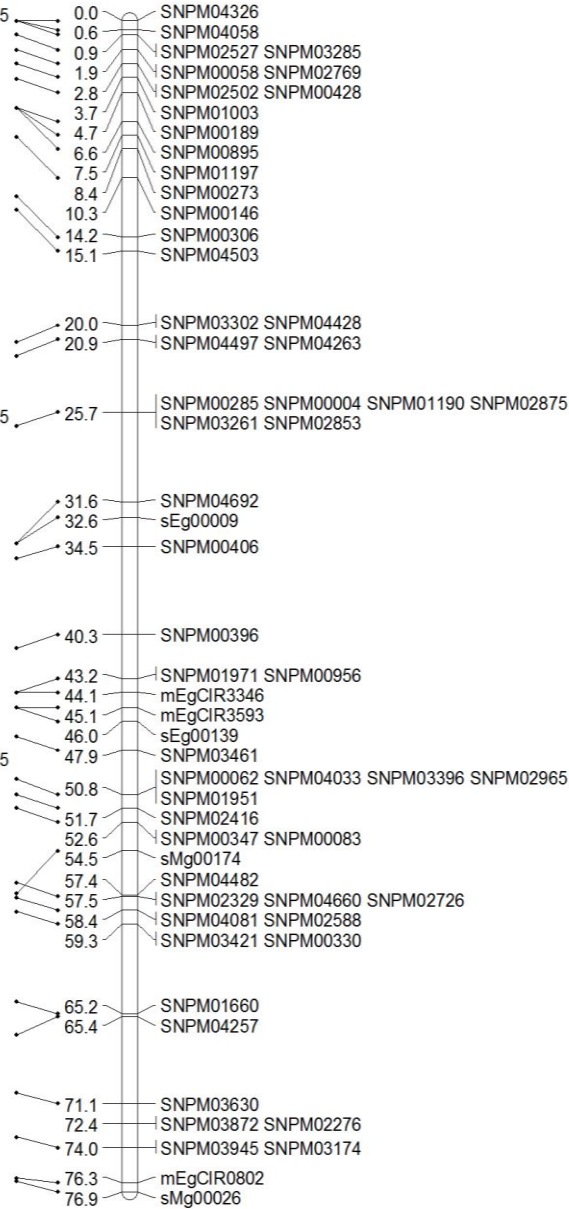 5 0.0 SNPM04326
0.6 SNPM04058
0.9 SNPM02527 SNPM03285
1.9 SNPM00058 SNPM02769
2.8 SNPM02502 SNPM00428
3.7 SNPM01003
4.7 SNPM00189
6.6 SNPM00895
7.5 SNPM01197
8.4 SNPM00273
10.3 SNPM00146
14.2 SNPM00306
15.1 SNPM04503
20.0 SNPM03302 SNPM04428
20.9 SNPM04497 SNPM04263
5 25.7 SNPM00285 SNPM00004 SNPM01190 SNPM02875
SNPM03261 SNPM02853
31.6 SNPM04692
32.6 sEg00009
34.5 SNPM00406
40.3 SNPM00396
43.2 SNPM01971 SNPM00956
44.1 mEgCIR3346
45.1 mEgCIR3593
46.0 sEg00139
5 47.9 SNPM03461
50.8 SNPM00062 SNPM04033 SNPM03396 SNPM02965
SNPM01951
51.7 SNPM02416
52.6 SNPM00347 SNPM00083
54.5 sMg00174
57.4 SNPM04482
57.5 SNPM02329 SNPM04660 SNPM02726
58.4 SNPM04081 SNPM02588
59.3 SNPM03421 SNPM00330
65.2 SNPM01660
65.4 SNPM04257
71.1 SNPM03630
72.4 SNPM03872 SNPM02276
74.0 SNPM03945 SNPM03174
76.3 mEgCIR0802
76.9 sMg00026